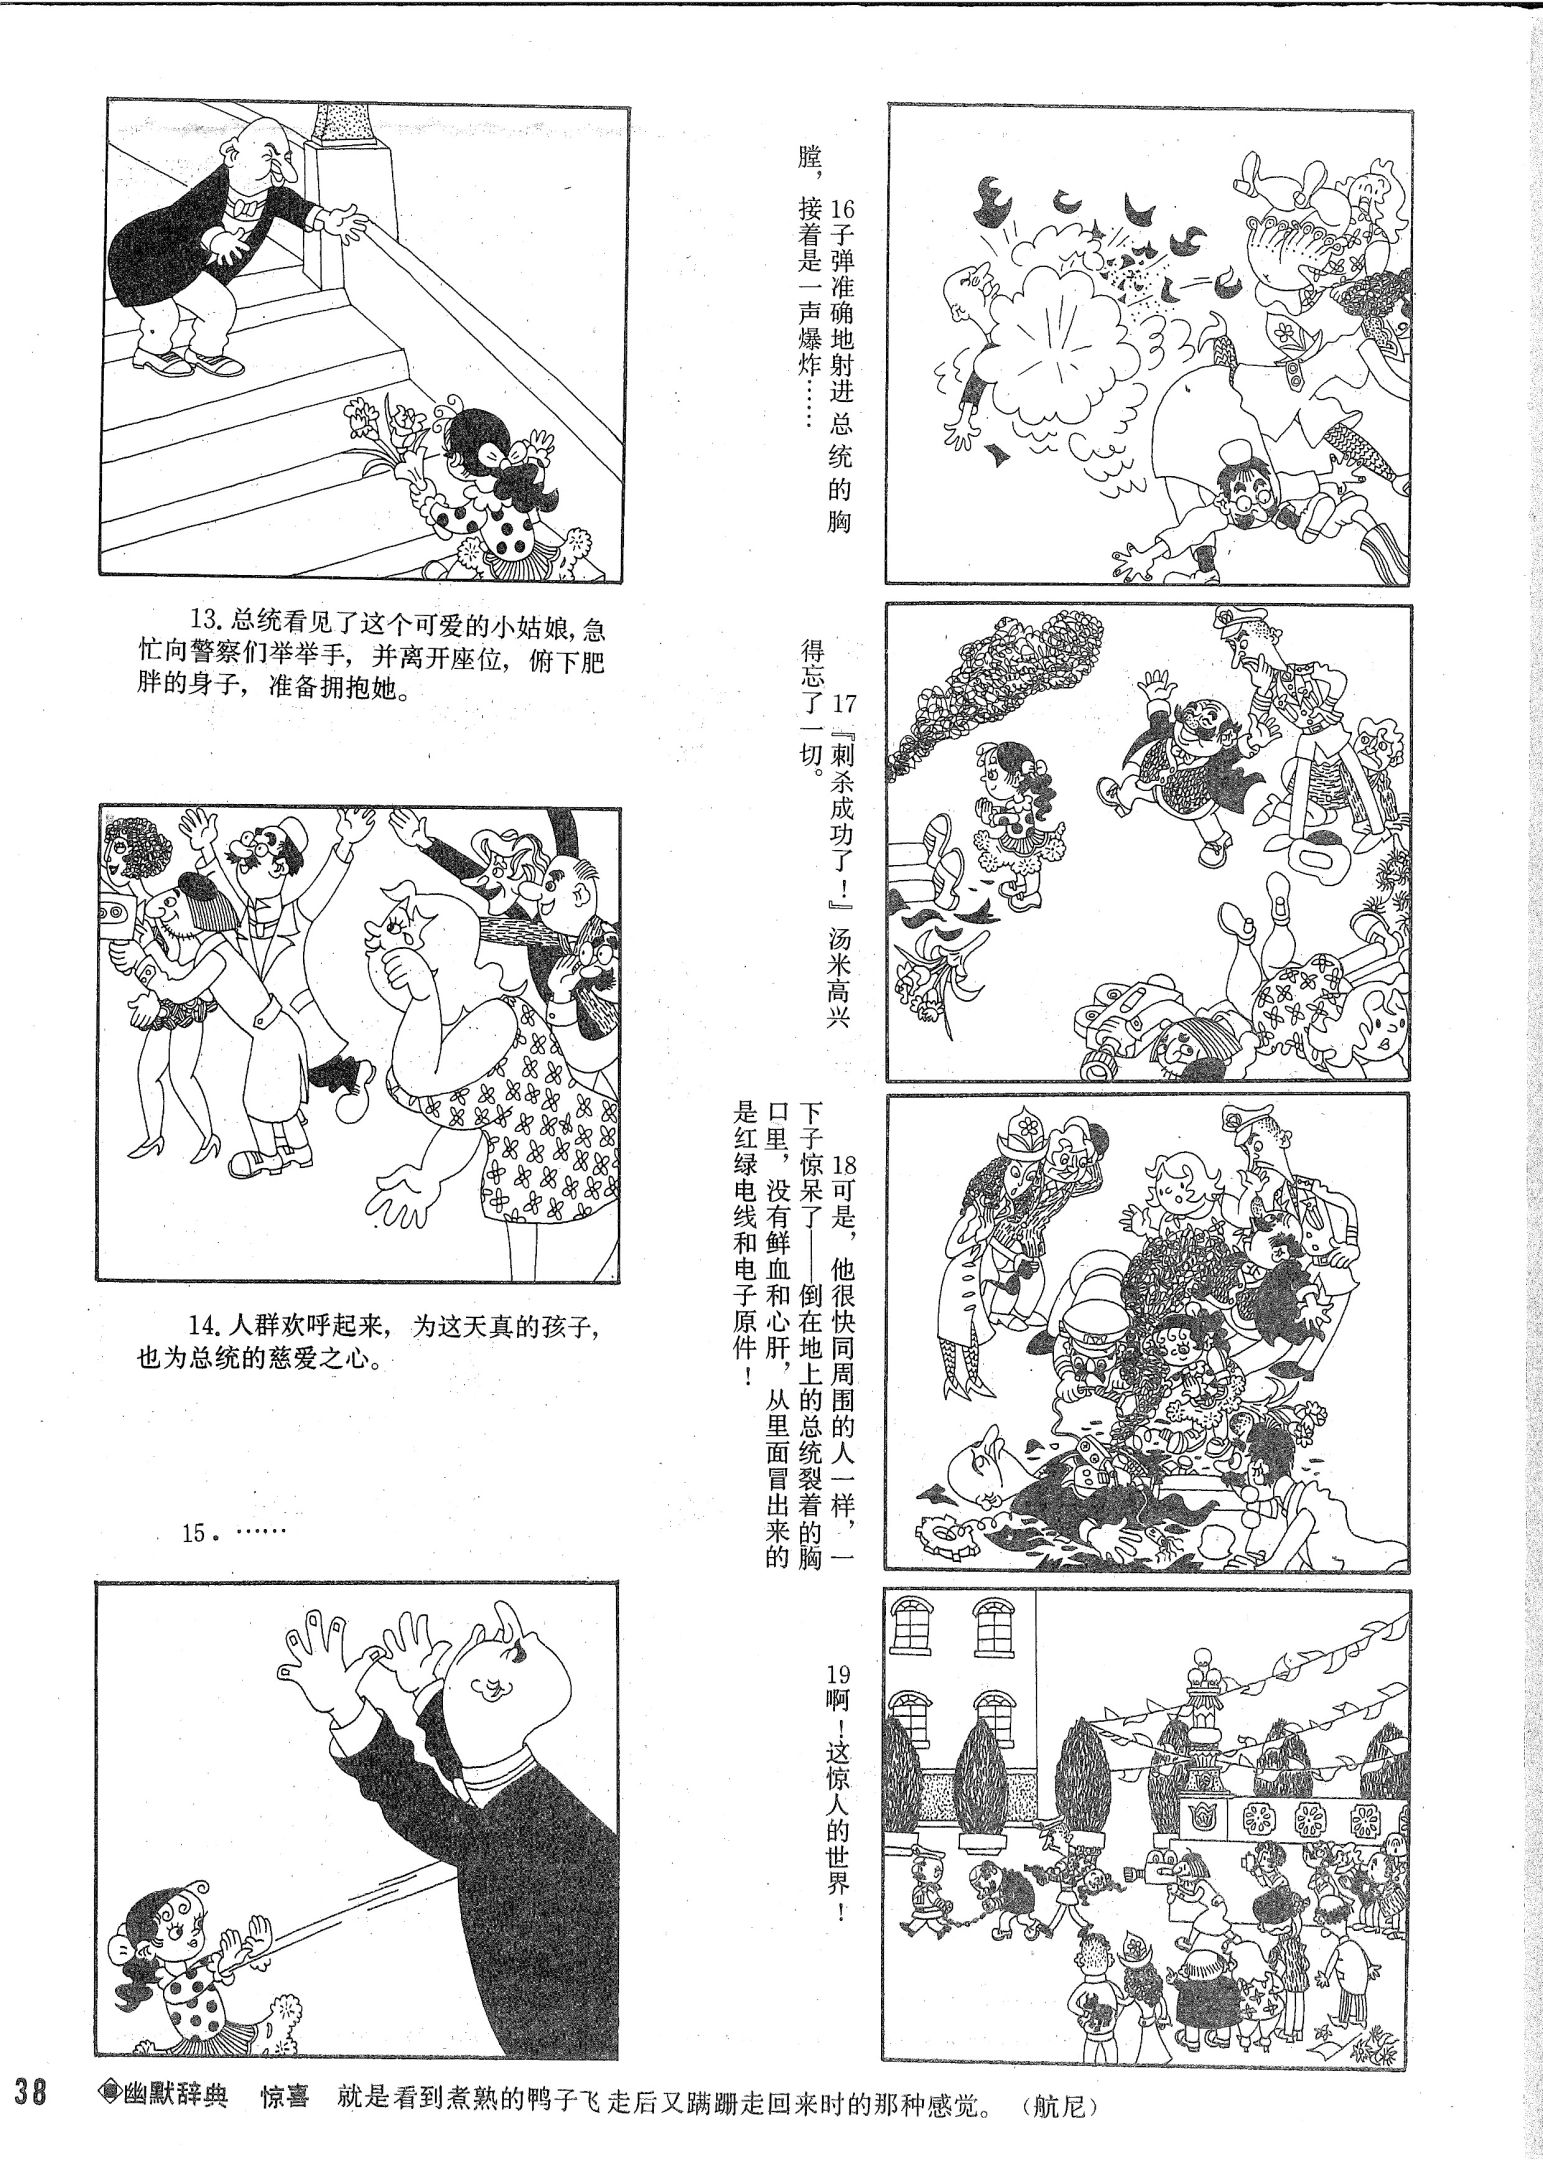 13.总统看见了这个可爱的小姑娘,急
忙向警察们举举手，并离开座位，俯下肥
胖的身子，准备拥抱她。
14.人群欢呼起来，为这天真的孩子，
也为总统的慈爱之心。
15。……
16子弹准确地射进总统的胸
膛，接着是一声爆炸……
17『刺杀成功了！』汤米高兴
得忘了一切。
18可是，他很快同周围的人一样，一
下子惊呆了——倒在地上的总统裂着的胸
口里，没有鲜血和心肝，从里面冒出来的
是红绿电线和电子原件！
19啊！这惊人的世界！
38 幽默辞典 惊喜 就是看到煮熟的鸭子飞走后又蹒跚走回来时的那种感觉。（航尼）